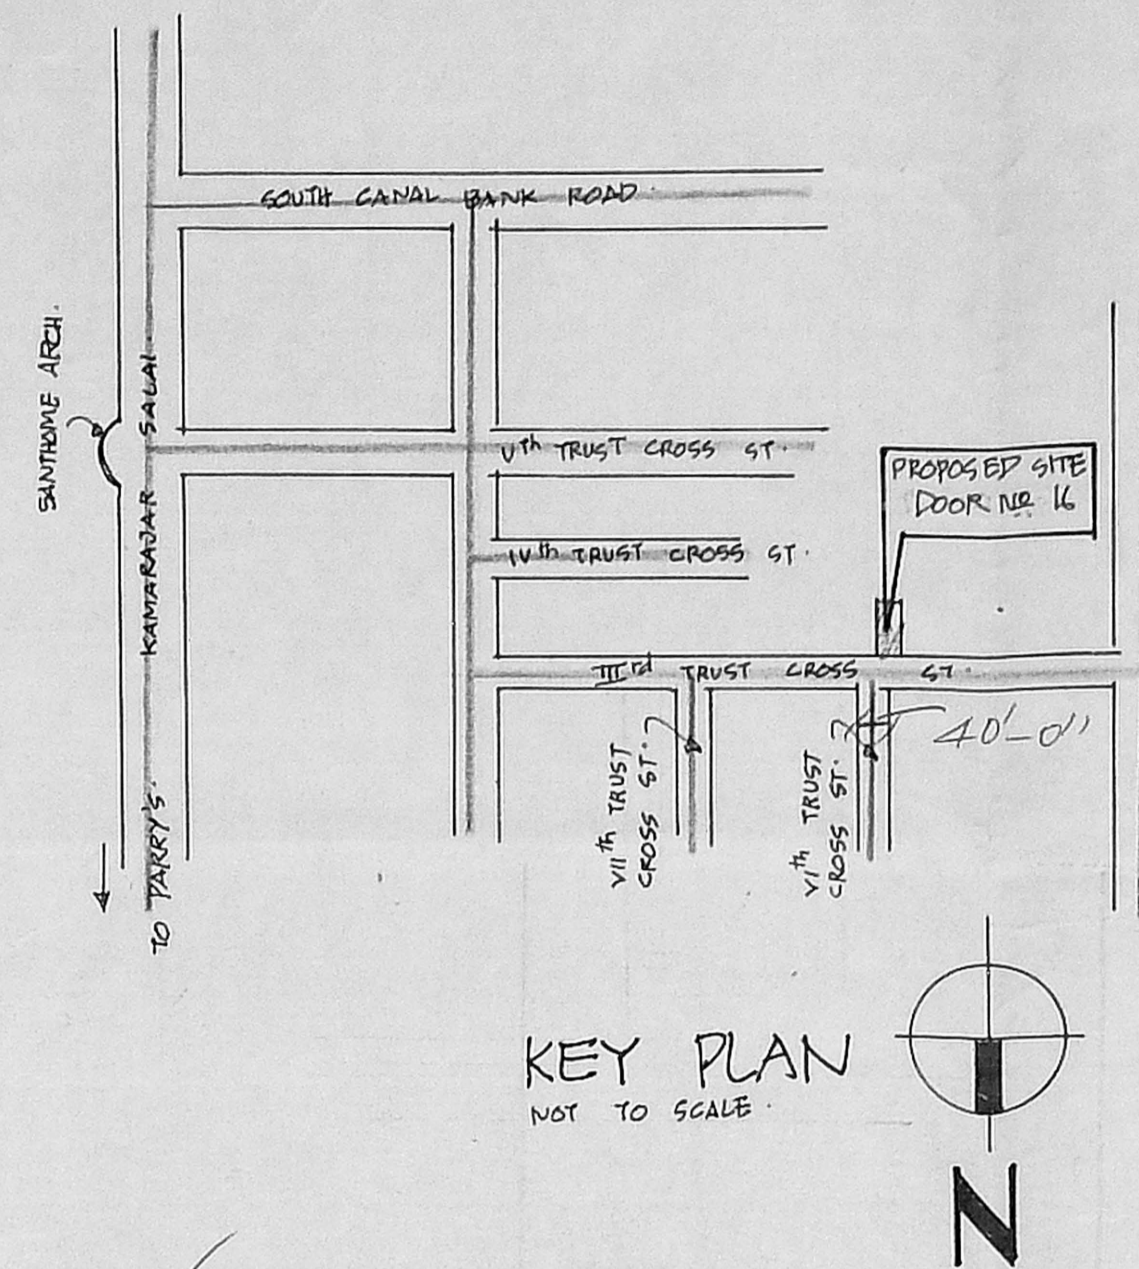 SOUTH CANAL BANK ROAD.
SANTHOME ARCH.
KAMARAJAR SALAI.
Vth TRUST CROSS ST.
PROPOSED SITE
DOOR No 16
IVth TRUST CROSS ST.
IIIrd TRUST CROSS ST.
40'-0"
VIIth TRUST
CROSS ST.
VIth TRUST
CROSS ST.
TO PARRY'S.
KEY PLAN
NOT TO SCALE.
N